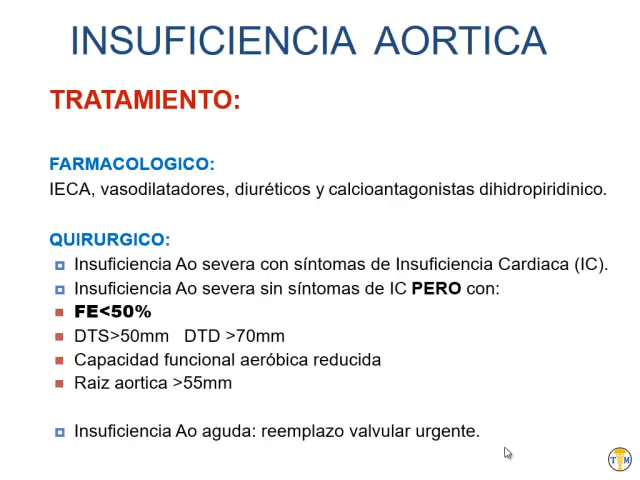 INSUFICIENCIA AORTICA
TRATAMIENTO:
FARMACOLOGICO:
IECA, vasodilatadores, diuréticos y calcioantagonistas dihidropiridinico.
QUIRURGICO:
Insuficiencia Ao severa con síntomas de Insuficiencia Cardiaca (IC).
Insuficiencia Ao severa sin síntomas de IC PERO con:
FE<50%
DTS>50mm DTD >70mm
Capacidad funcional aeróbica reducida
Raiz aortica >55mm
Insuficiencia Ao aguda: reemplazo valvular urgente.
T M